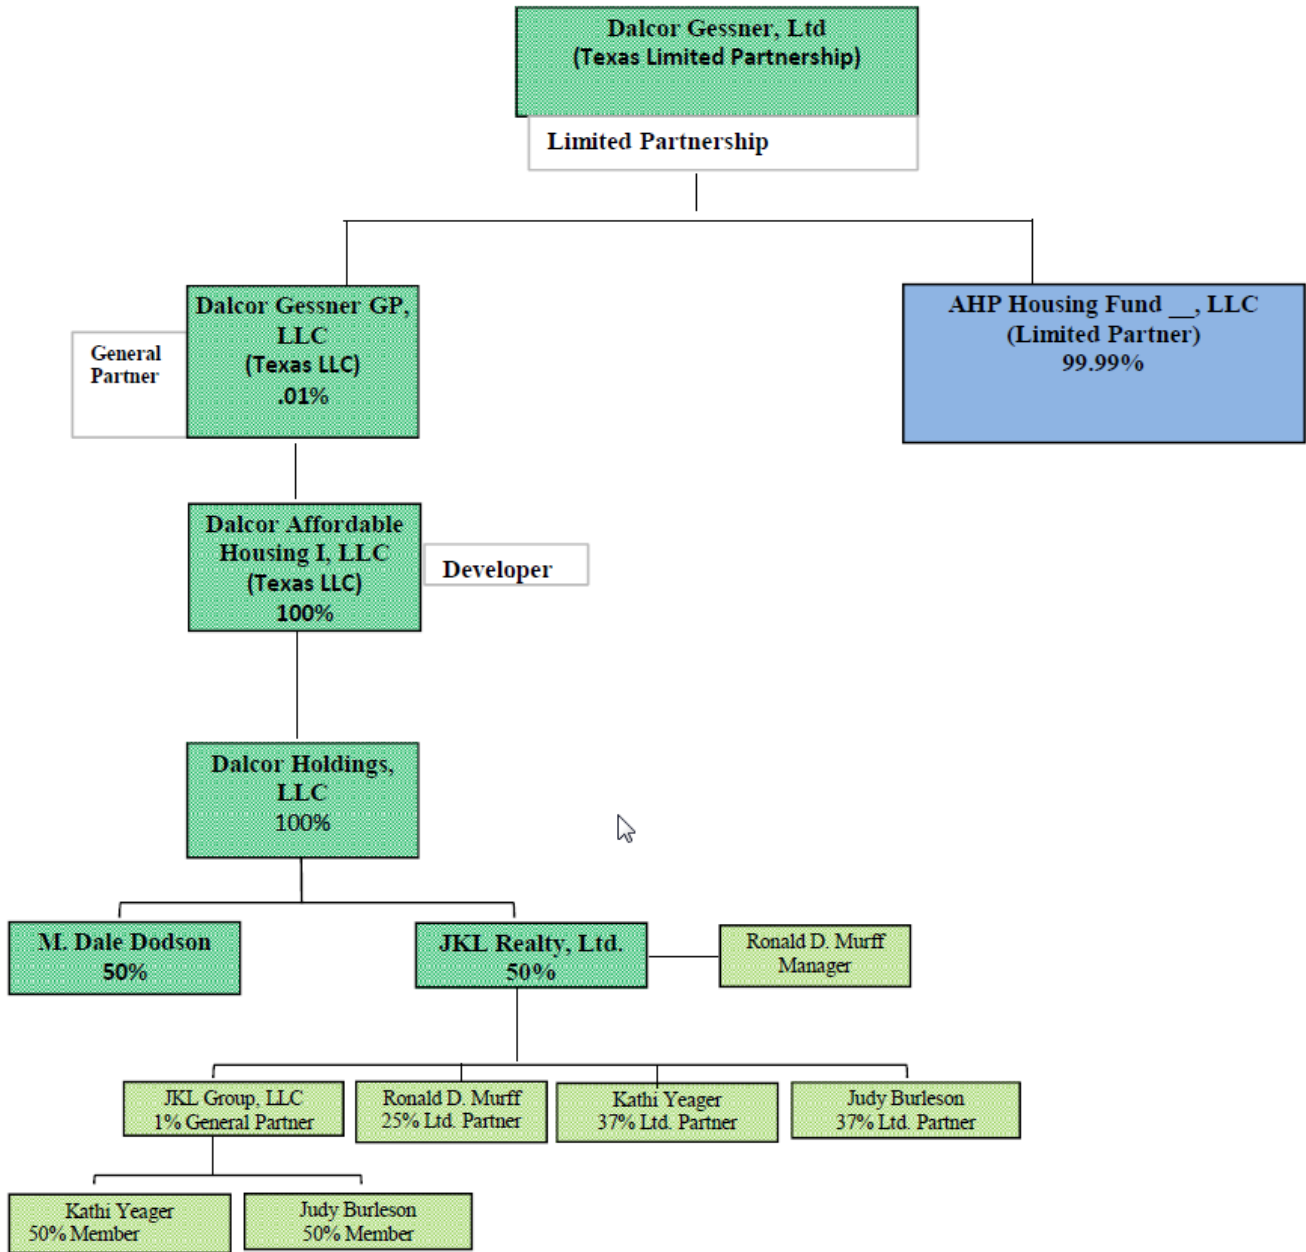 Dalcor Gessner, Ltd
(Texas Limited Partnership)
Limited Partnership
General
Partner
Dalcor Gessner GP,
LLC
(Texas LLC)
.01%
AHP Housing Fund __, LLC
(Limited Partner)
99.99%
Dalcor Affordable
Housing I, LLC
(Texas LLC)
100%
Developer
Dalcor Holdings,
LLC
100%
M. Dale Dodson
50%
JKL Realty, Ltd.
50%
Ronald D. Murff
Manager
JKL Group, LLC
1% General Partner
Ronald D. Murff
25% Ltd. Partner
Kathi Yeager
37% Ltd. Partner
Judy Burleson
37% Ltd. Partner
Kathi Yeager
50% Member
Judy Burleson
50% Member